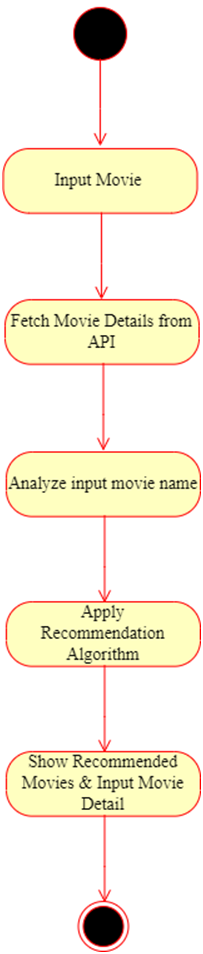 Input Movie
Fetch Movie Details from
API
Analyze input movie name
Apply
Recommendation
Algorithm
Show Recommended
Movies & Input Movie
Detail